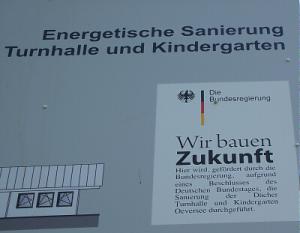 Energetische Sanierung
Turnhalle und Kindergarten
Die
Bundesregierung
Wir bauen
Zukunft
Hier wird, gefördert durch die
Bundesregierung, aufgrund
eines Beschlusses des
Deutschen Bundestages, die
Sanierung der Dächer
Turnhalle und Kindergarten
Oeversee durchgeführt.